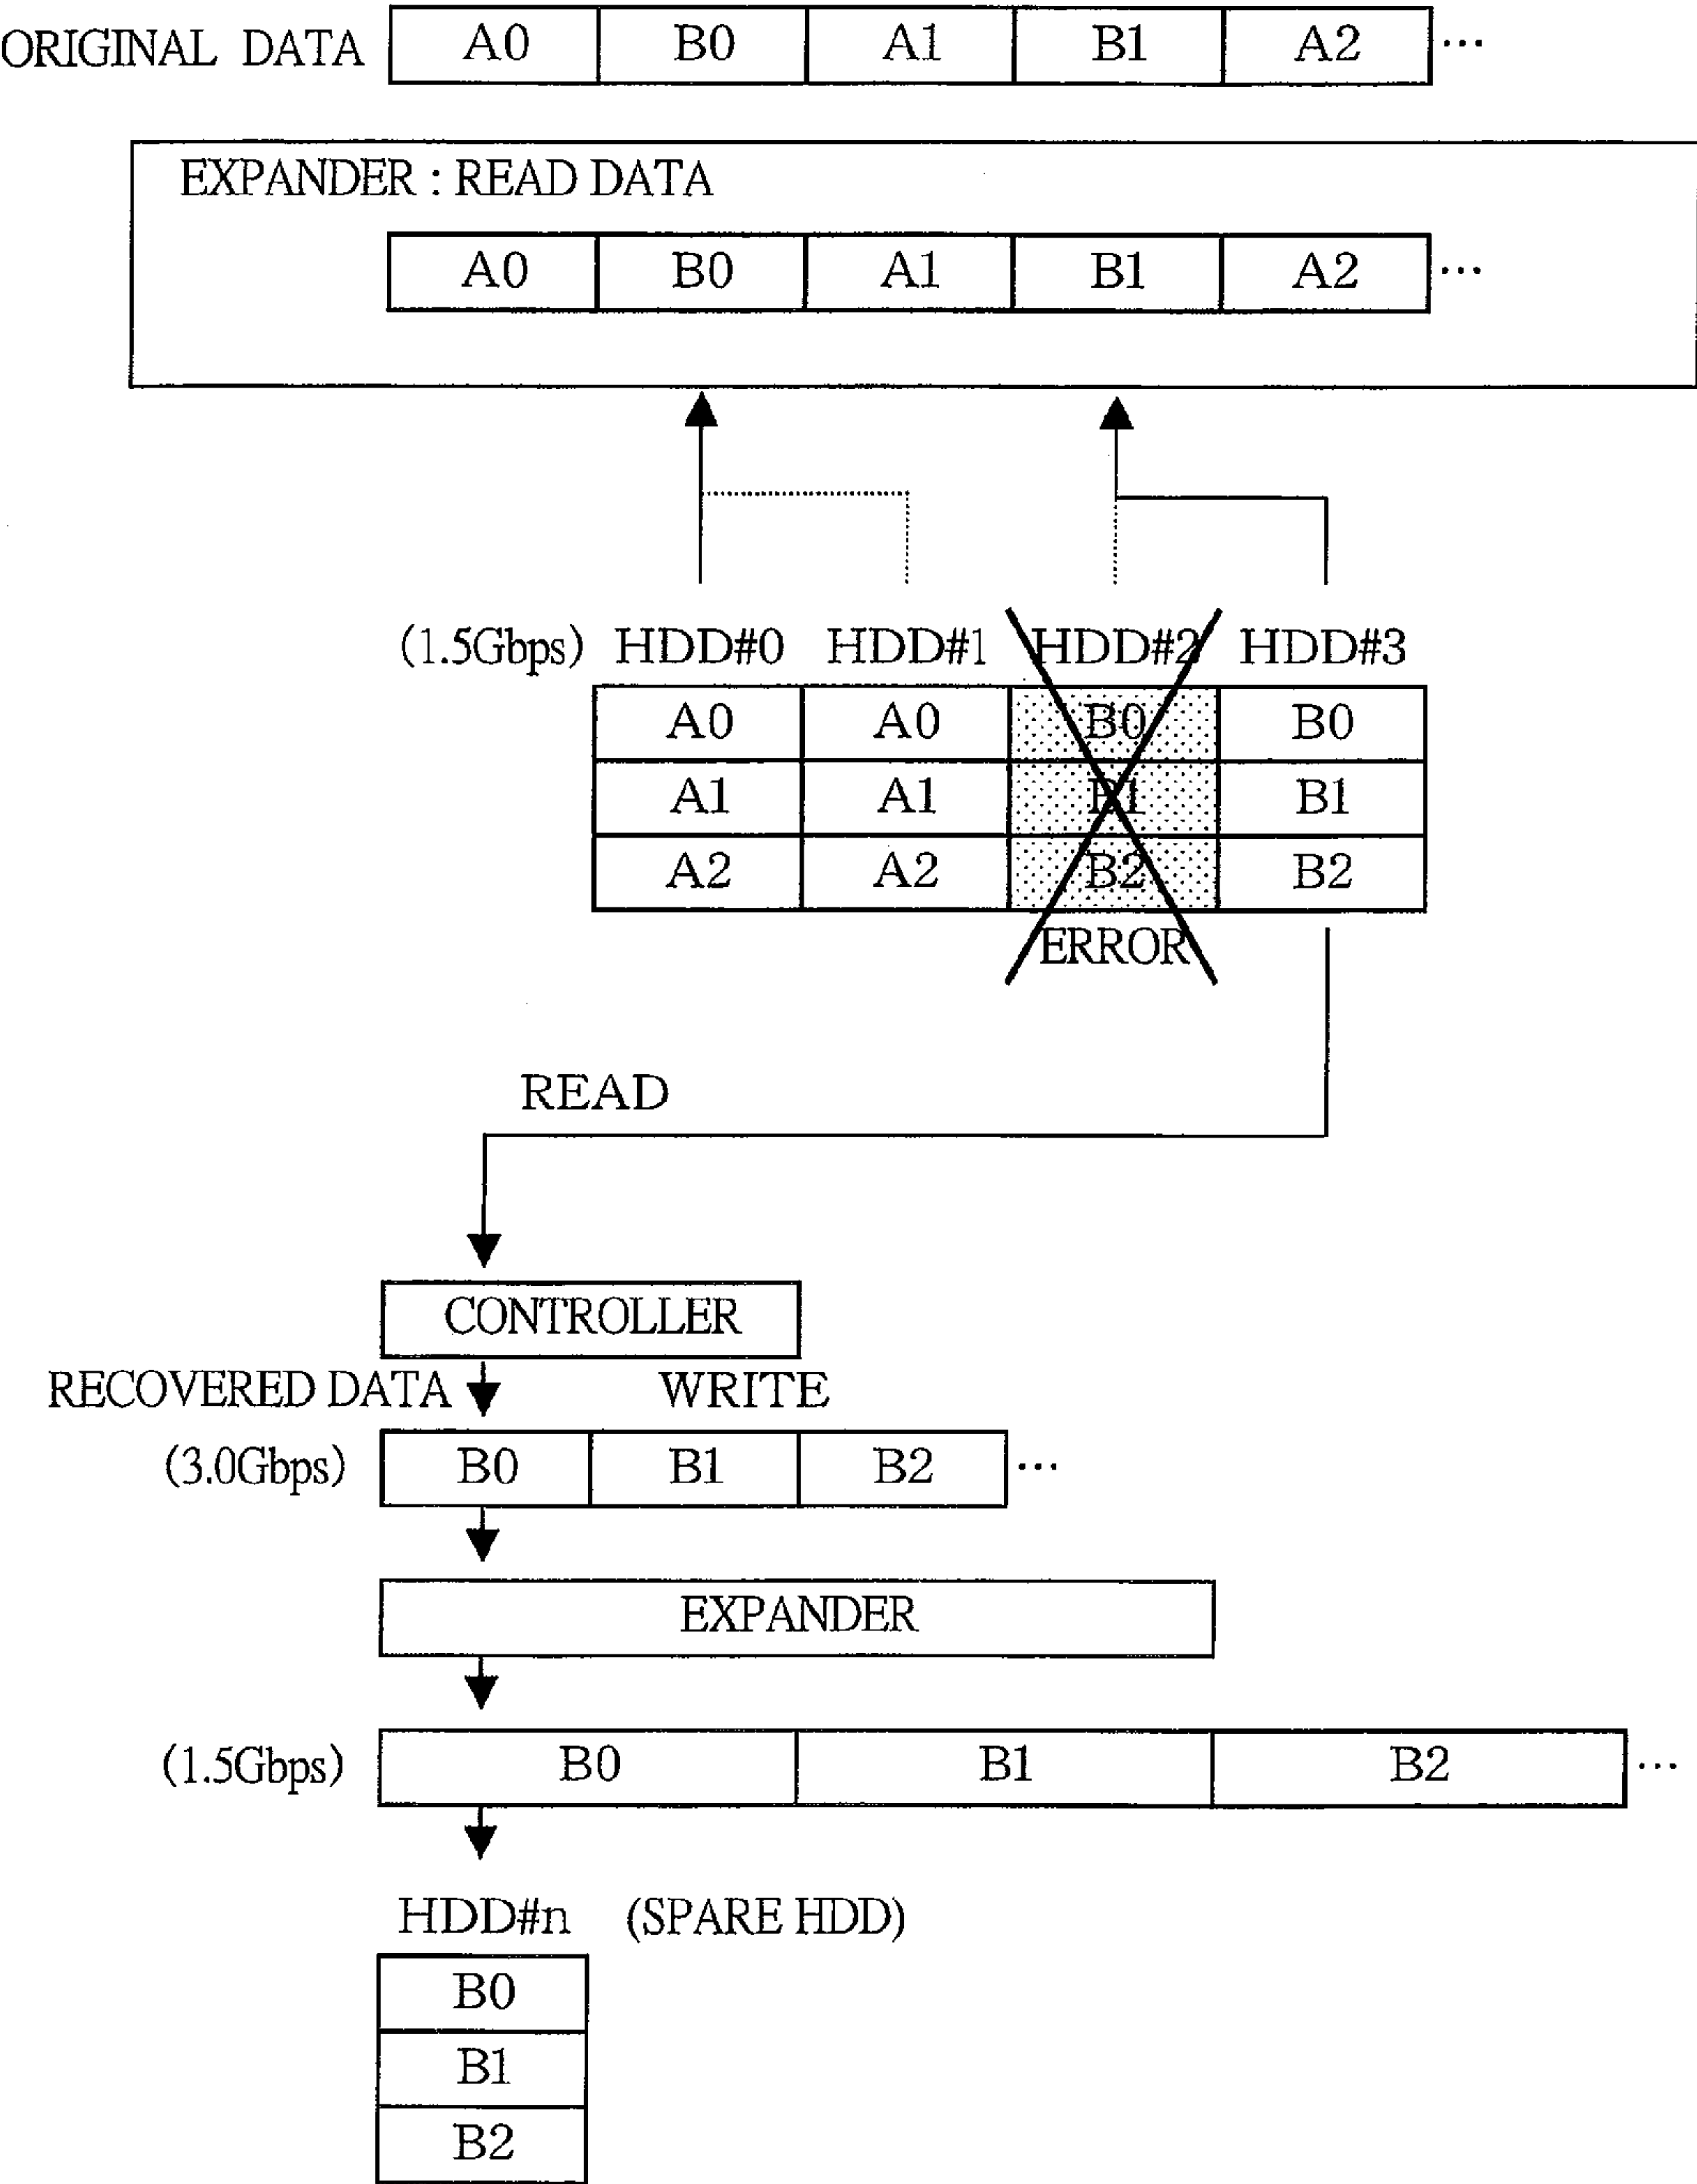 ORIGINAL DATA A0 B0 A1 B1 A2 ...
EXPANDER : READ DATA
A0 B0 A1 B1 A2 ...
(1.5Gbps) HDD#0 HDD#1 HDD#2 HDD#3
A0 A0 B0 B0
A1 A1 B1 B1
A2 A2 B2 B2
ERROR
READ
CONTROLLER
RECOVERED DATA WRITE
(3.0Gbps) B0 B1 B2 ...
EXPANDER
(1.5Gbps) B0 B1 B2 ...
HDD#n (SPARE HDD)
B0
B1
B2